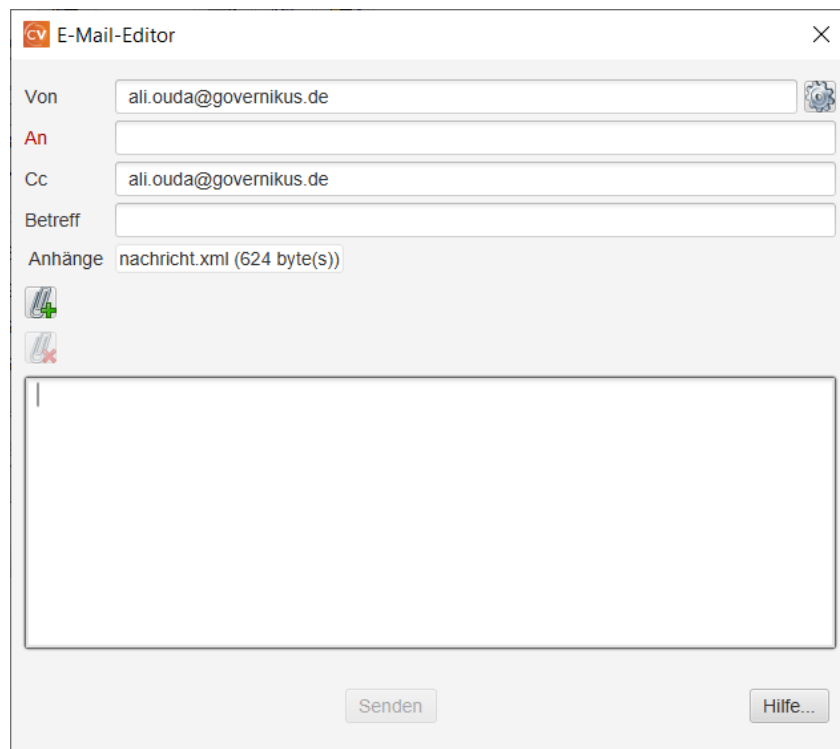 CV E-Mail-Editor
Von ali.ouda@governikus.de
An
Cc ali.ouda@governikus.de
Betreff
Anhänge nachricht.xml (624 byte(s))
Senden Hilfe...